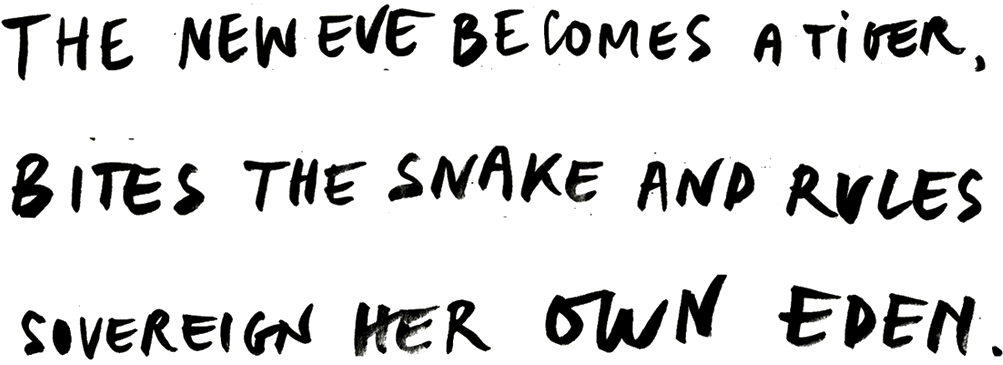 THE NEW EVE BECOMES A TiGER,
BITES THE SNAKE AND RULES
SOVEREIGN HER OWN EDEN.